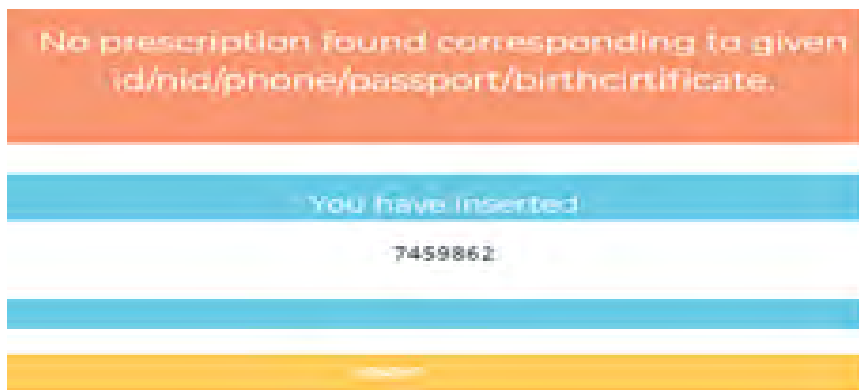 No prescription found corresponding to given
id/nid/phone/passport/birthcirtificate.
You have inserted
7459862